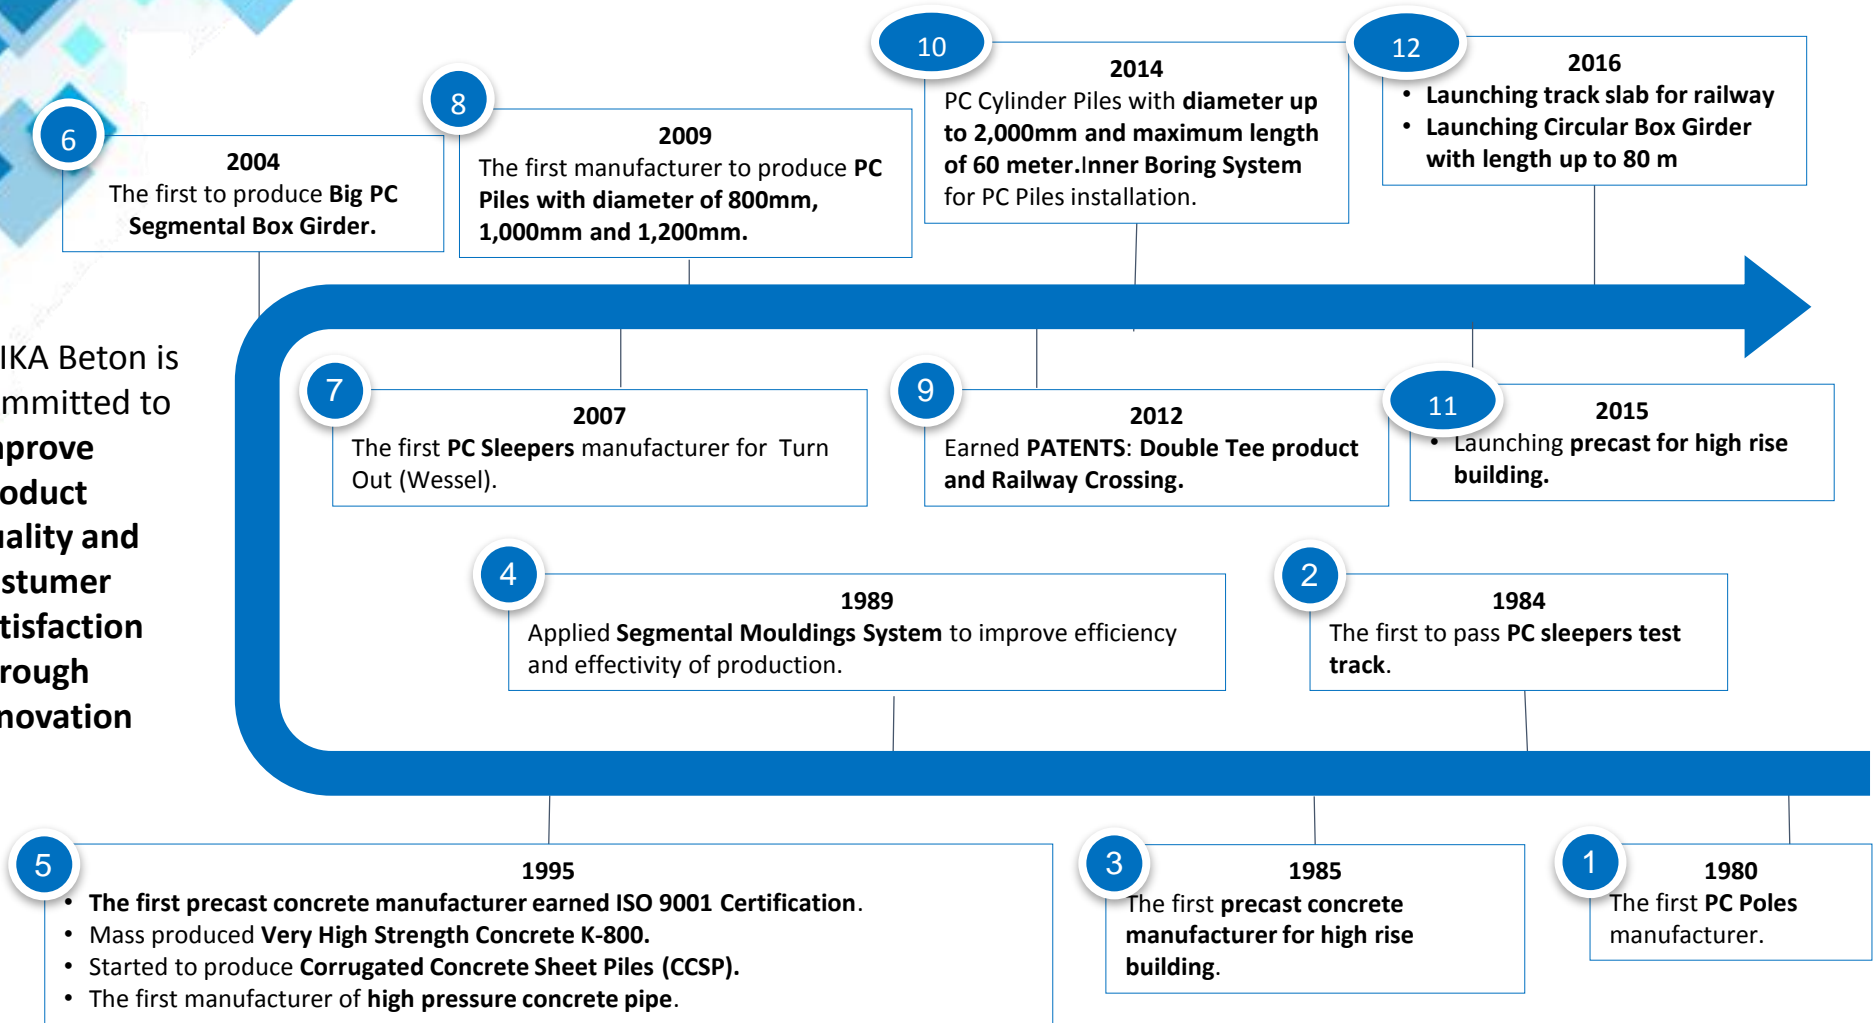 10
12
2014
PC Cylinder Piles with diameter up
to 2,000mm and maximum length
of 60 meter.Inner Boring System
for PC Piles installation.
2016
• Launching track slab for railway
• Launching Circular Box Girder
with length up to 80 m
8
2009
The first manufacturer to produce PC
Piles with diameter of 800mm,
1,000mm and 1,200mm.
6
2004
The first to produce Big PC
Segmental Box Girder.
IKA Beton is
mmitted to
prove
oduct
ality and
stumer
tisfaction
rough
novation
7
2007
The first PC Sleepers manufacturer for Turn
Out (Wessel).
9
2012
Earned PATENTS: Double Tee product
and Railway Crossing.
11
2015
• Launching precast for high rise
building.
4
1989
Applied Segmental Mouldings System to improve efficiency
and effectivity of production.
2
1984
The first to pass PC sleepers test
track.
5
1995
• The first precast concrete manufacturer earned ISO 9001 Certification.
• Mass produced Very High Strength Concrete K-800.
• Started to produce Corrugated Concrete Sheet Piles (CCSP).
• The first manufacturer of high pressure concrete pipe.
3
1985
The first precast concrete
manufacturer for high rise
building.
1
1980
The first PC Poles
manufacturer.